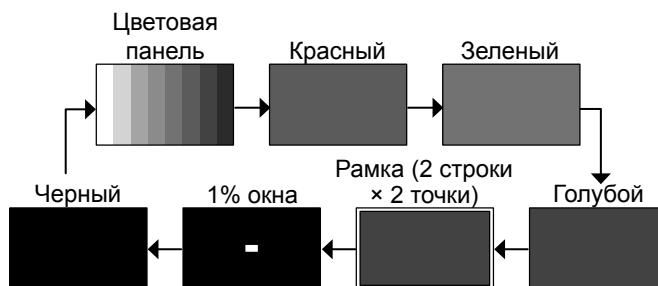 Цветовая
панель
Красный
Зеленый
Черный
1% окна
Рамка (2 строки
× 2 точки)
Голубой